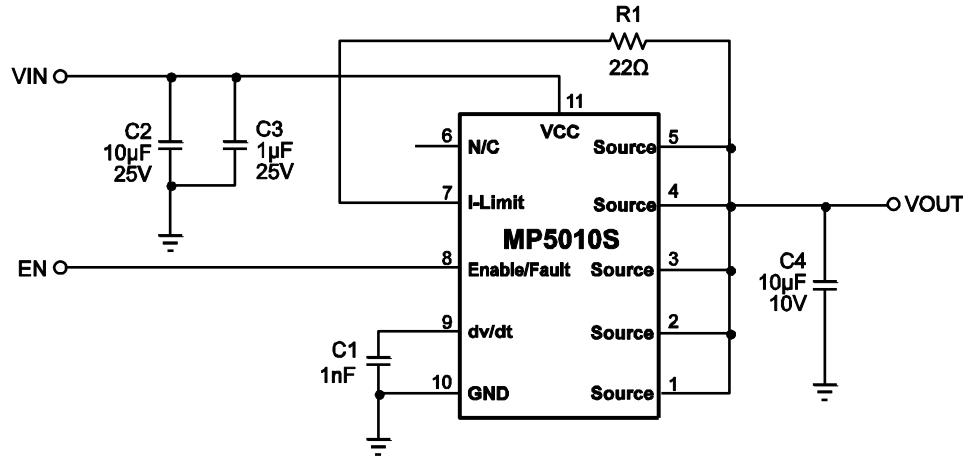 R1
22Ω
VIN
C2
10µF
25V
C3
1µF
25V
11
VCC
6
N/C
Source
5
7
I-Limit
Source
4
VOUT
MP5010S
EN
8
Enable/Fault
Source
3
C4
10µF
10V
9
dv/dt
Source
2
C1
1nF
10
GND
Source
1